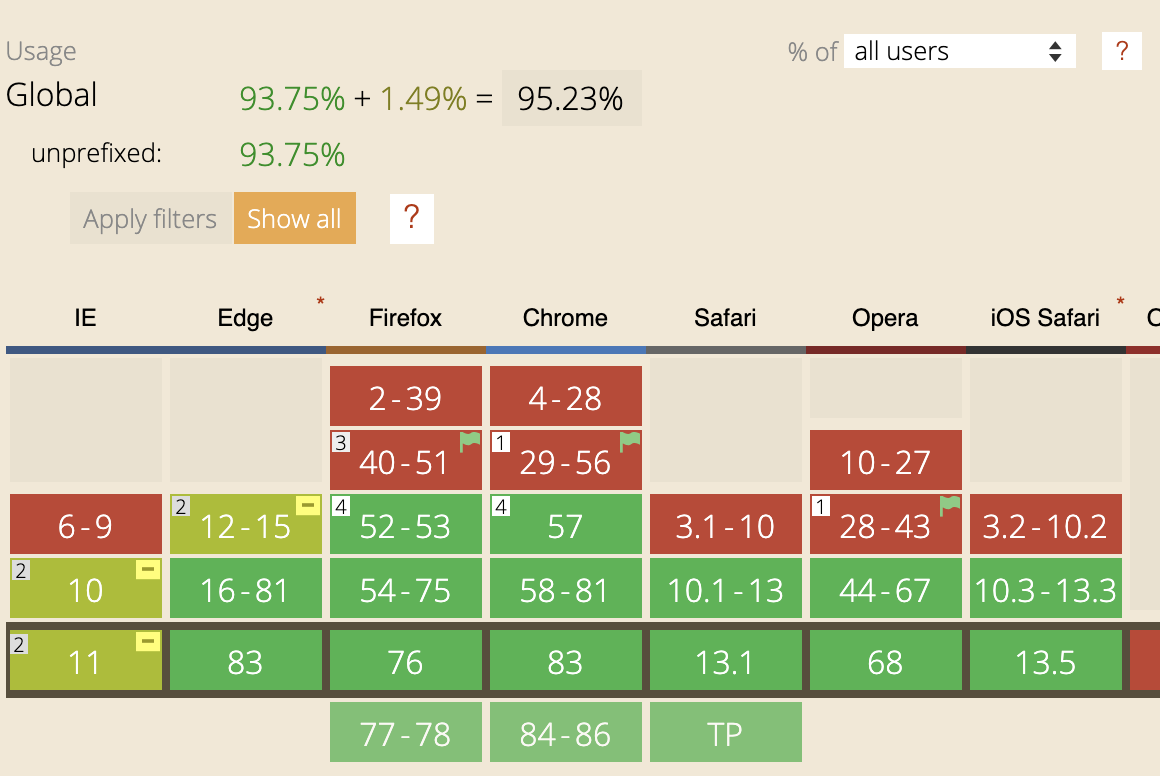 Usage
% of all users ?
Global 93.75% + 1.49% = 95.23%
unprefixed: 93.75%
Apply filters Show all ?
IE Edge * Firefox Chrome Safari Opera iOS Safari *
2-39 4-28
3 40-51 1 29-56 10-27
6-9 2 12-15 4 52-53 4 57 3.1-10 1 28-43 3.2-10.2
2 10 16-81 54-75 58-81 10.1-13 44-67 10.3-13.3
2 11 83 76 83 13.1 68 13.5
77-78 84-86 TP